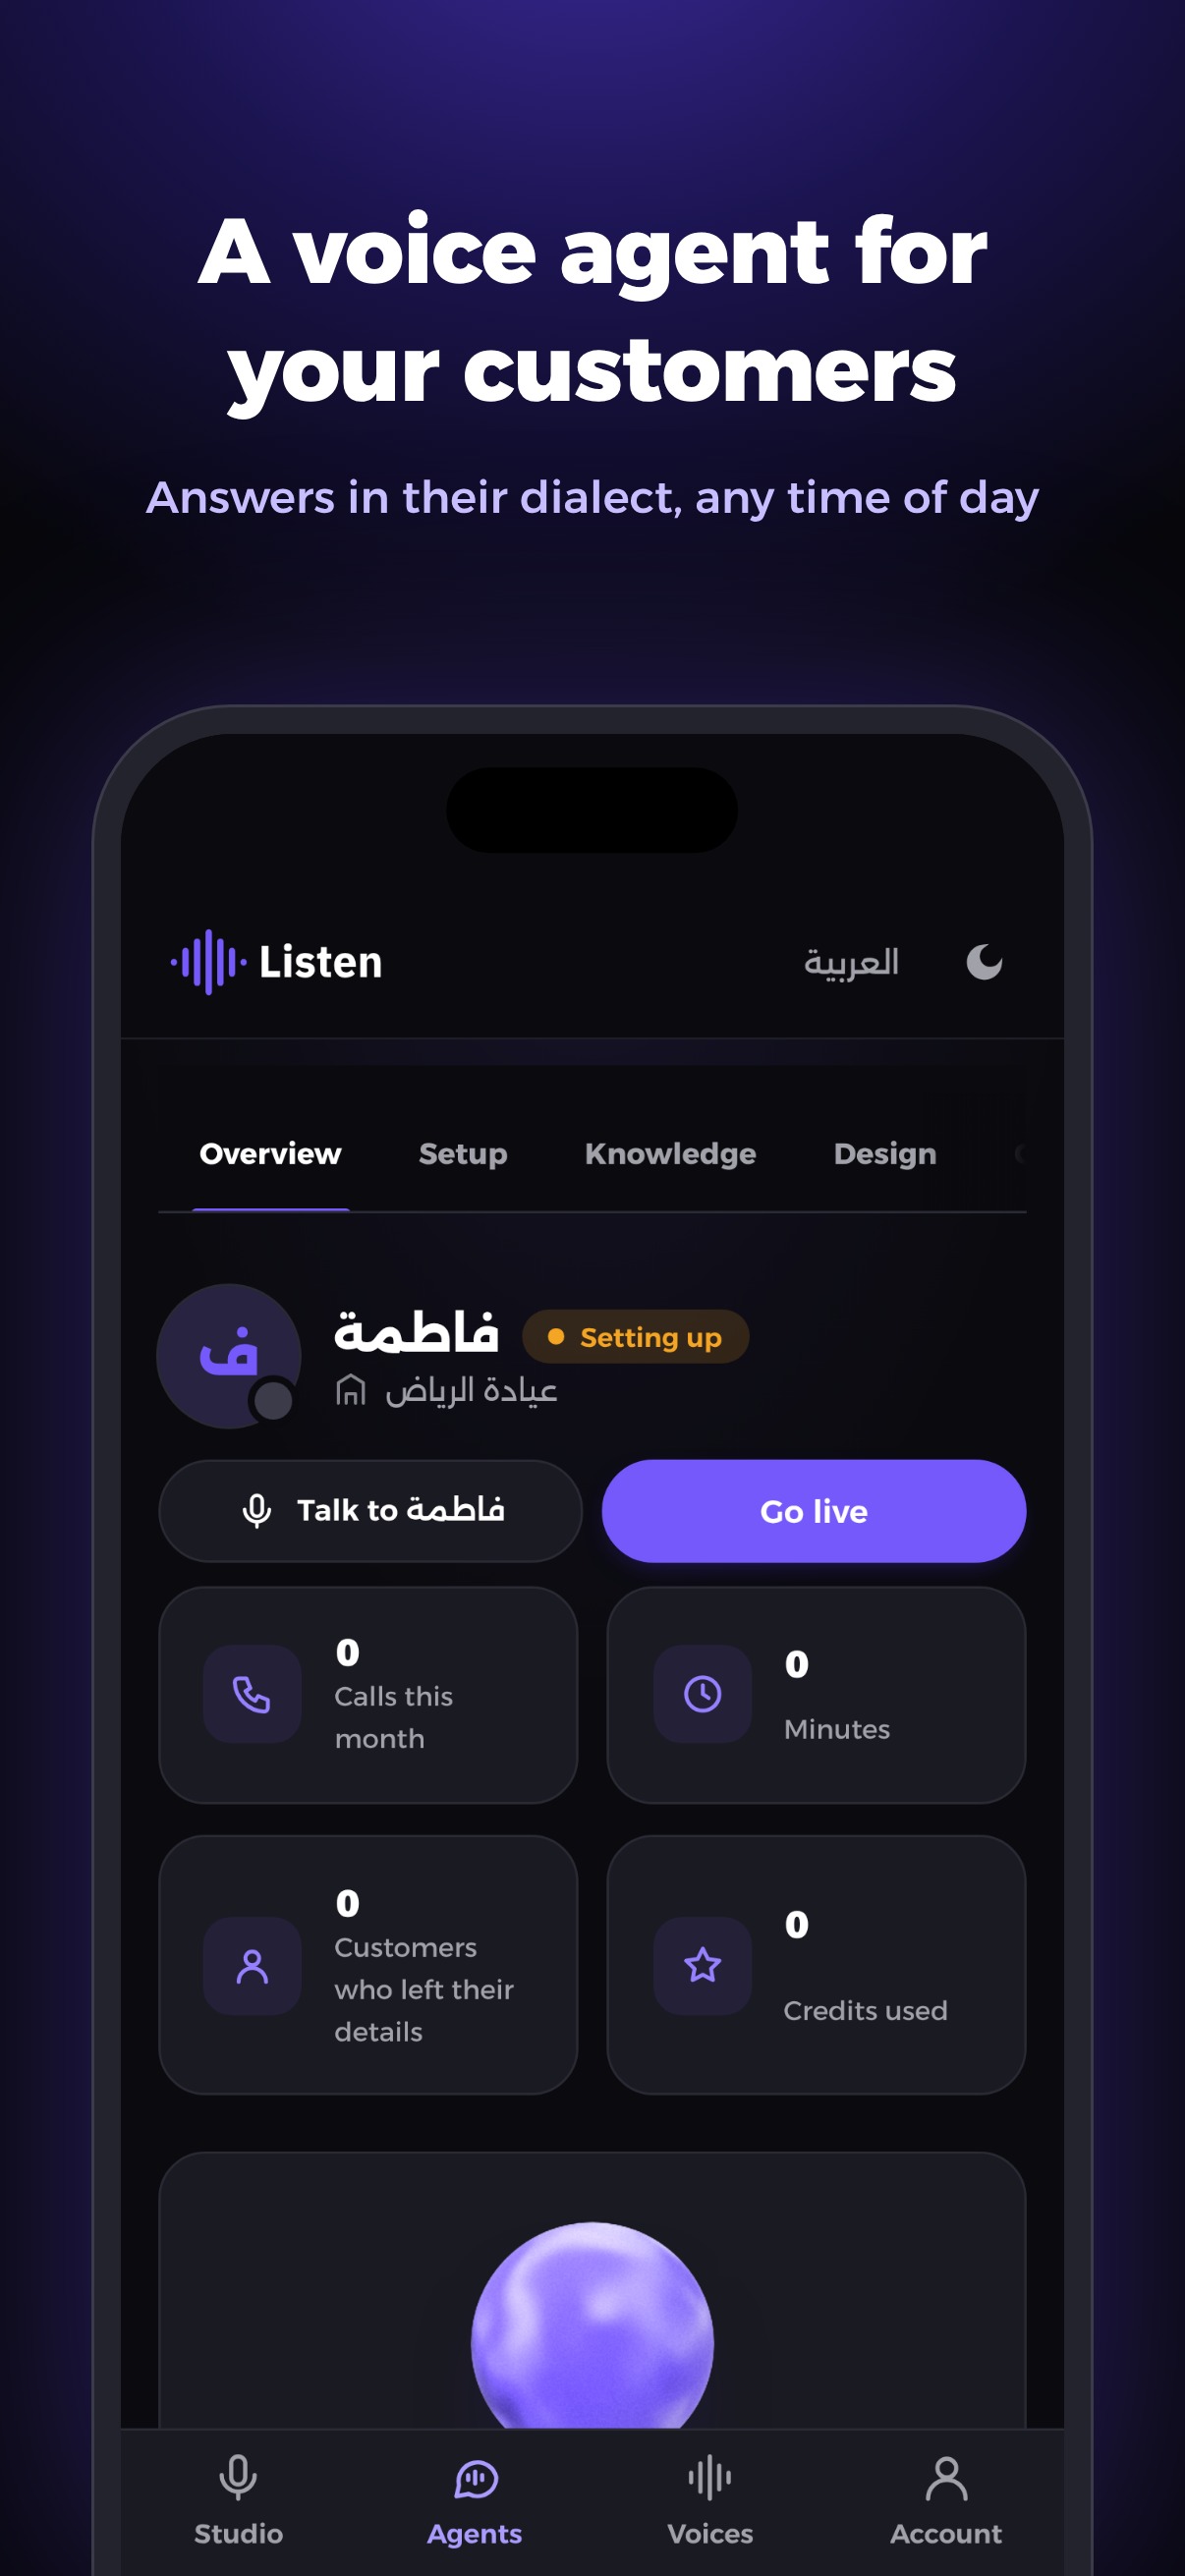 A voice agent for
your customers
Answers in their dialect, any time of day
Listen
العربية
Overview Setup Knowledge Design
ف
فاطمة
Setting up
عيادة الرياض
Talk to فاطمة
Go live
0
Calls this
month
0
Minutes
0
Customers
who left their
details
0
Credits used
Studio Agents Voices Account